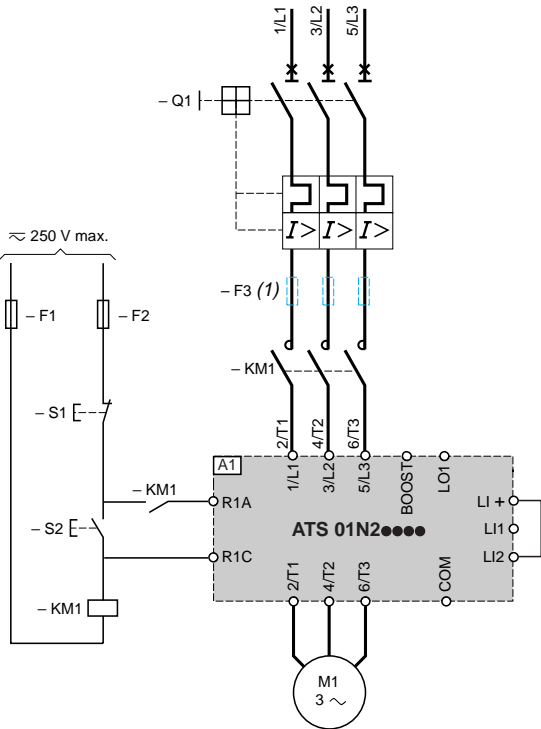 1/L1 3/L2 5/L3
– Q1
I> I> I>
≂ 250 V max.
– F3 (1)
– F1 – F2
– KM1
– S1
2/T1 4/T2 6/T3
A1
1/L1 3/L2 5/L3 BOOST LO1
– KM1
R1A
LI +
– S2
ATS 01N2●●●●
LI1
R1C
LI2
2/T1 4/T2 6/T3 COM
– KM1
M1
3 ~